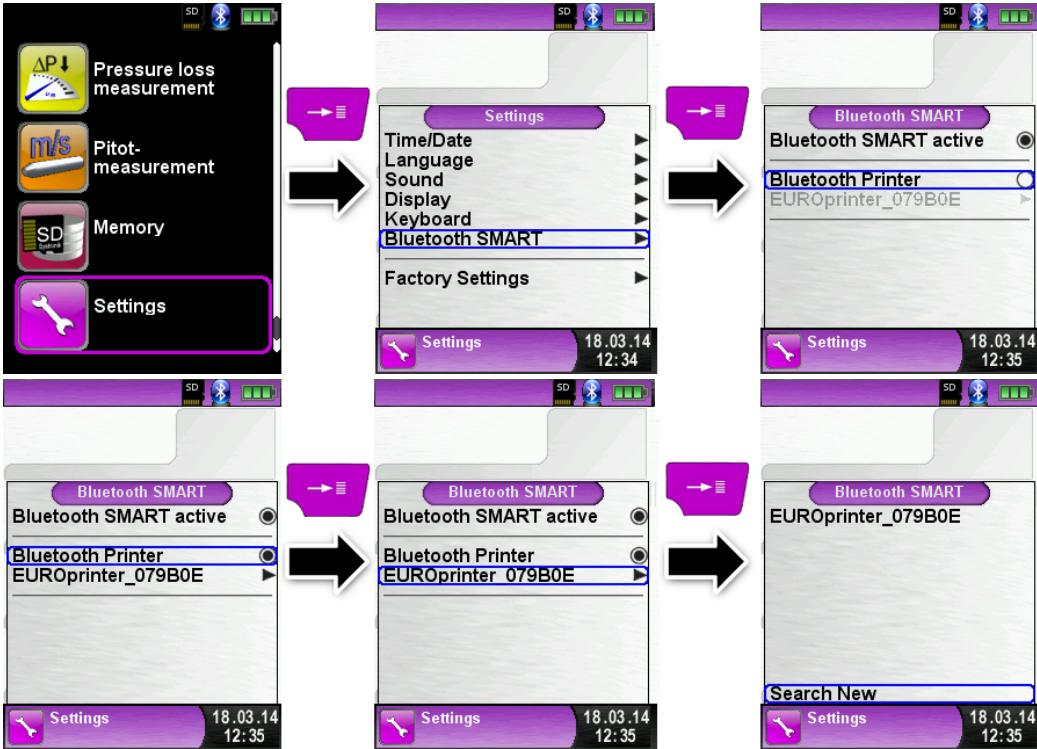 SD
ΔP
Pressure loss
measurement
m/s
Pitot-
measurement
SD
Memory
Settings
SD
Settings
Time/Date
Language
Sound
Display
Keyboard
Bluetooth SMART
Factory Settings
Settings
18.03.14
12:34
SD
Bluetooth SMART
Bluetooth SMART active
Bluetooth Printer
EUROprinter_079B0E
Settings
18.03.14
12:35
SD
Bluetooth SMART
Bluetooth SMART active
Bluetooth Printer
EUROprinter_079B0E
Settings
18.03.14
12:35
SD
Bluetooth SMART
Bluetooth SMART active
Bluetooth Printer
EUROprinter_079B0E
Settings
18.03.14
12:35
SD
Bluetooth SMART
EUROprinter_079B0E
Search New
Settings
18.03.14
12:35